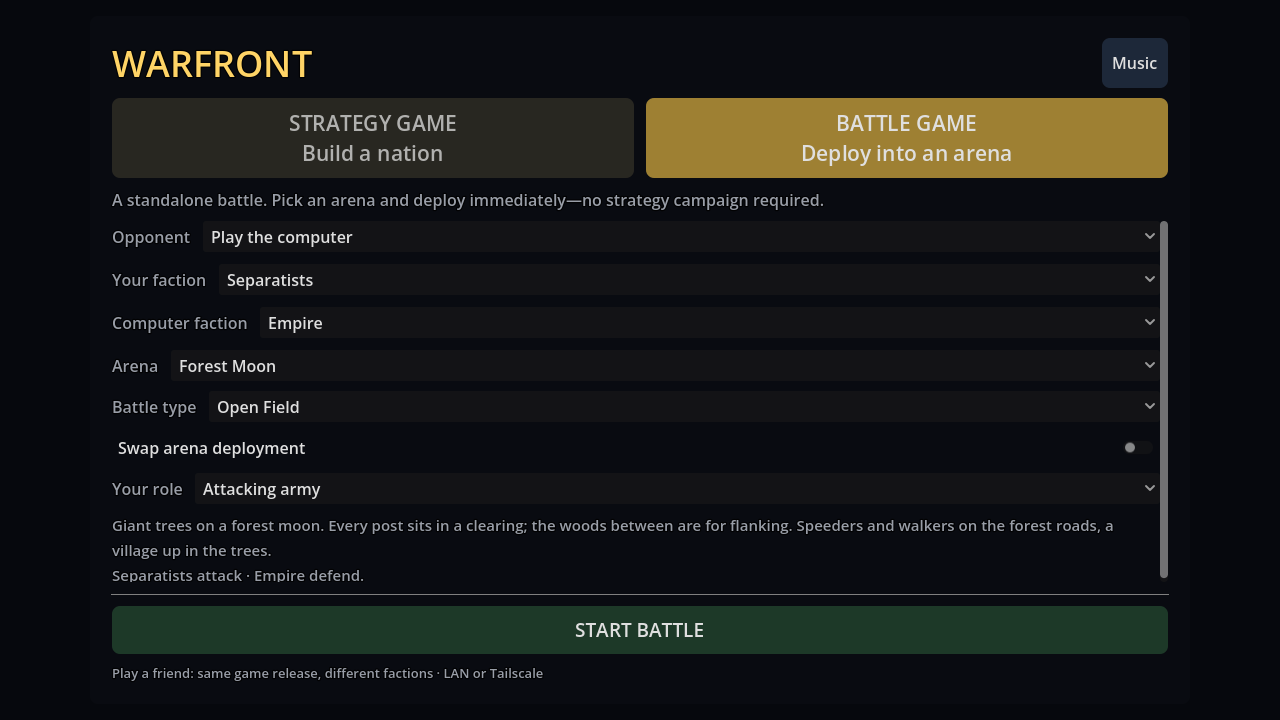 WARFRONT
Music
STRATEGY GAME
Build a nation
BATTLE GAME
Deploy into an arena
A standalone battle. Pick an arena and deploy immediately—no strategy campaign required.
Opponent Play the computer
Your faction Separatists
Computer faction Empire
Arena Forest Moon
Battle type Open Field
Swap arena deployment
Your role Attacking army
Giant trees on a forest moon. Every post sits in a clearing; the woods between are for flanking. Speeders and walkers on the forest roads, a
village up in the trees.
Separatists attack · Empire defend.
START BATTLE
Play a friend: same game release, different factions · LAN or Tailscale